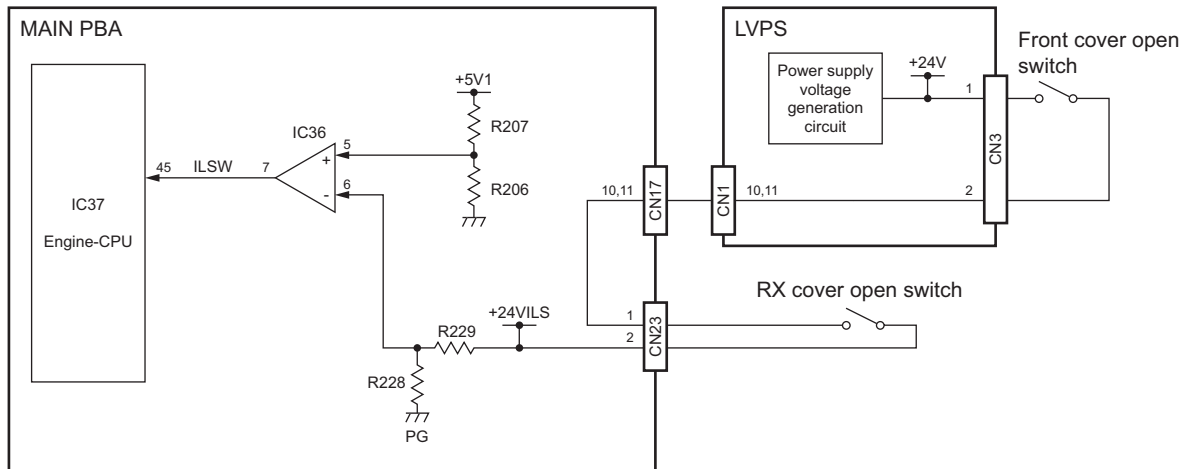 MAIN PBA
LVPS
Front cover open
switch
Power supply
voltage
generation
circuit
+24V
1
CN3
2
+5V1
R207
IC36
5
+
45
ILSW
7
6
-
R206
IC37
Engine-CPU
10,11
CN17
CN1
10,11
RX cover open switch
+24VILS
1
CN23
2
R229
R228
PG